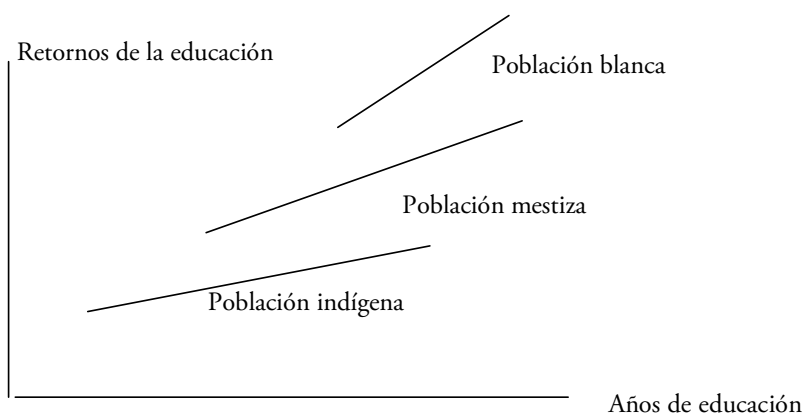 Retornos de la educación
Población blanca
Población mestiza
Población indígena
Años de educación